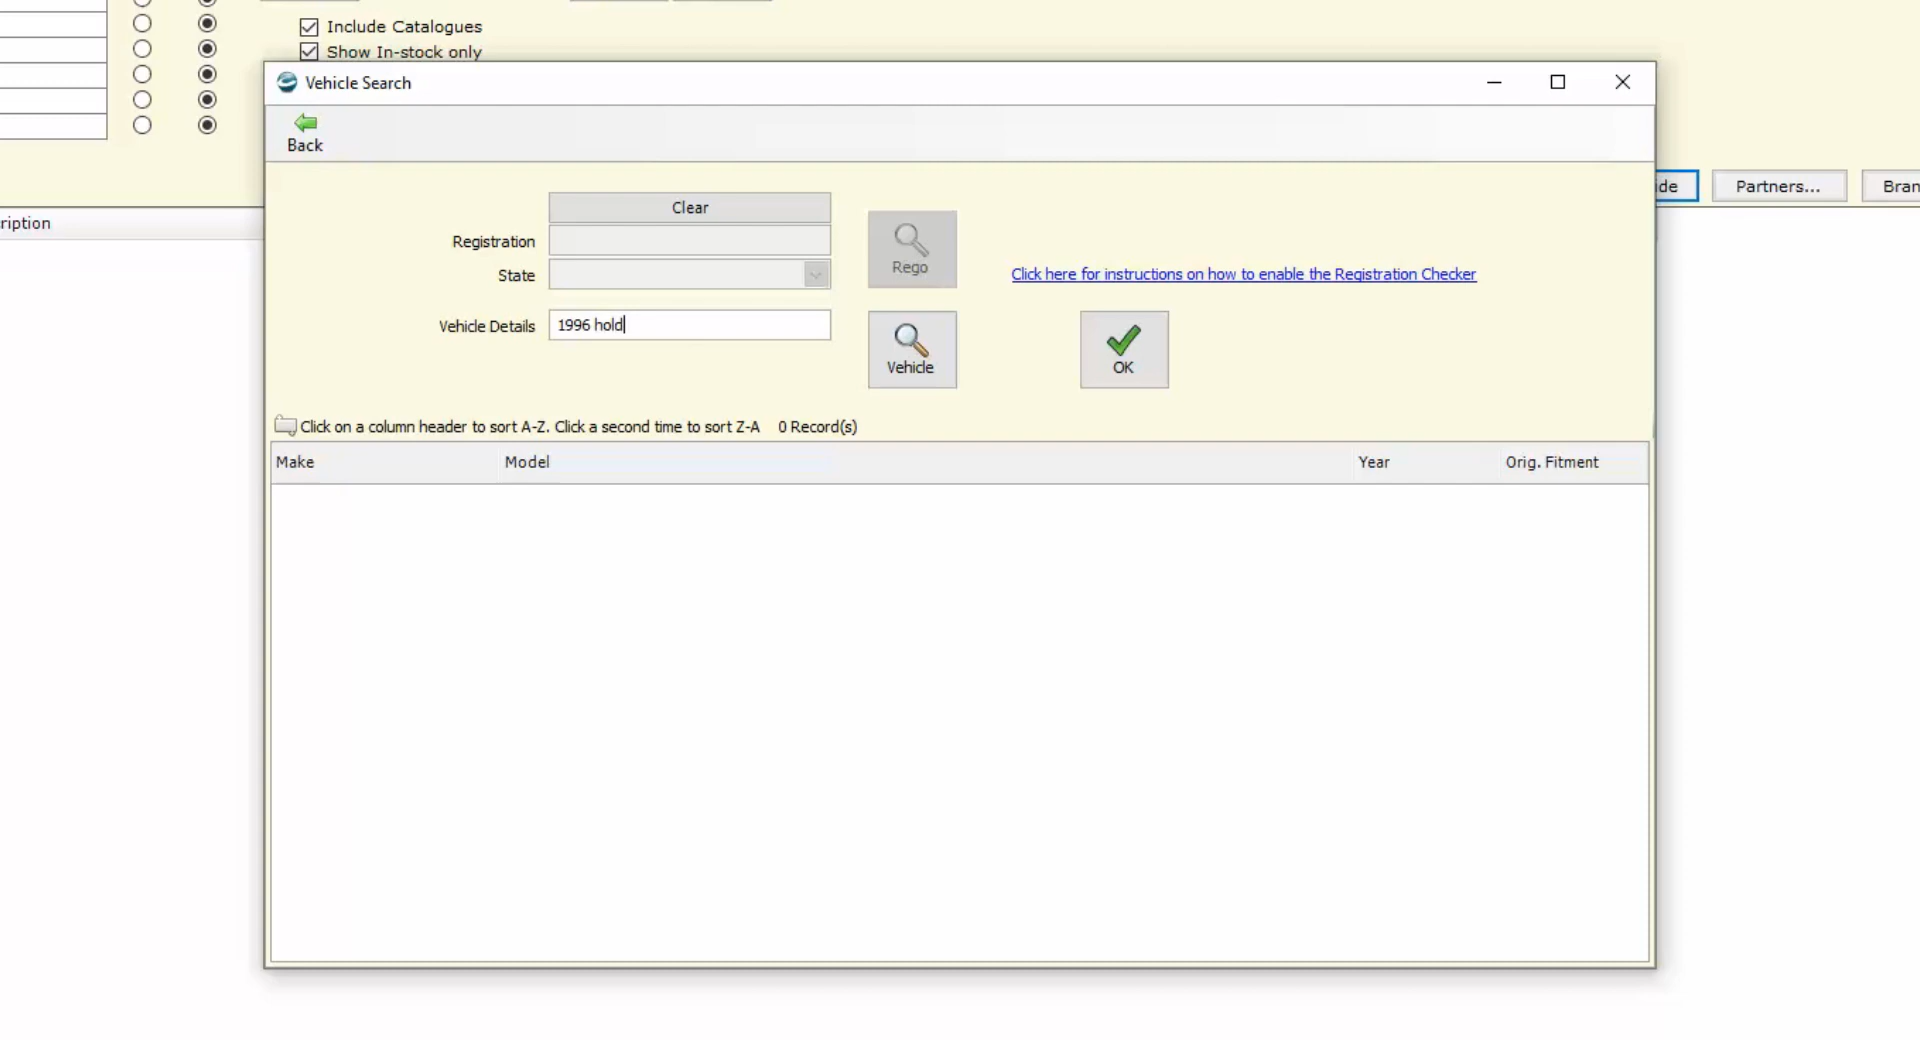 Include Catalogues
Show In-stock only
Vehicle Search
Back
Partners...
ription
Clear
Registration
State
Rego
Click here for instructions on how to enable the Registration Checker
Vehicle Details
1996 hold
Vehicle
OK
Click on a column header to sort A-Z. Click a second time to sort Z-A 0 Record(s)
Make Model Year Orig. Fitment